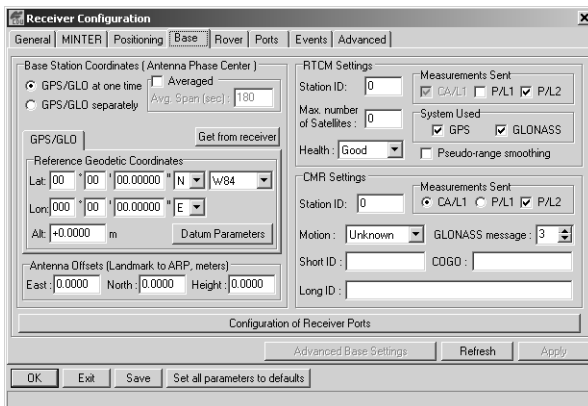 Receiver Configuration
General MINTER Positioning Base Rover Ports Events Advanced
Base Station Coordinates ( Antenna Phase Center )
GPS/GLO at one time
GPS/GLO separately
Averaged
Avg. Span (sec) : 180
GPS/GLO
Get from receiver
Reference Geodetic Coordinates
Lat: 00 ° 00 ' 00.00000 " N W84
Lon: 000 ° 00 ' 00.00000 " E
Alt: +0.0000 m Datum Parameters
Antenna Offsets (Landmark to ARP, meters)
East : 0.0000 North : 0.0000 Height : 0.0000
RTCM Settings
Station ID: 0
Max. number
of Satellites : 0
Health : Good
Measurements Sent
CA/L1 P/L1 P/L2
System Used
GPS GLONASS
Pseudo-range smoothing
CMR Settings
Station ID: 0
Measurements Sent
CA/L1 P/L1 P/L2
Motion : Unknown GLONASS message : 3
Short ID : COGO :
Long ID :
Configuration of Receiver Ports
Advanced Base Settings Refresh Apply
OK Exit Save Set all parameters to defaults